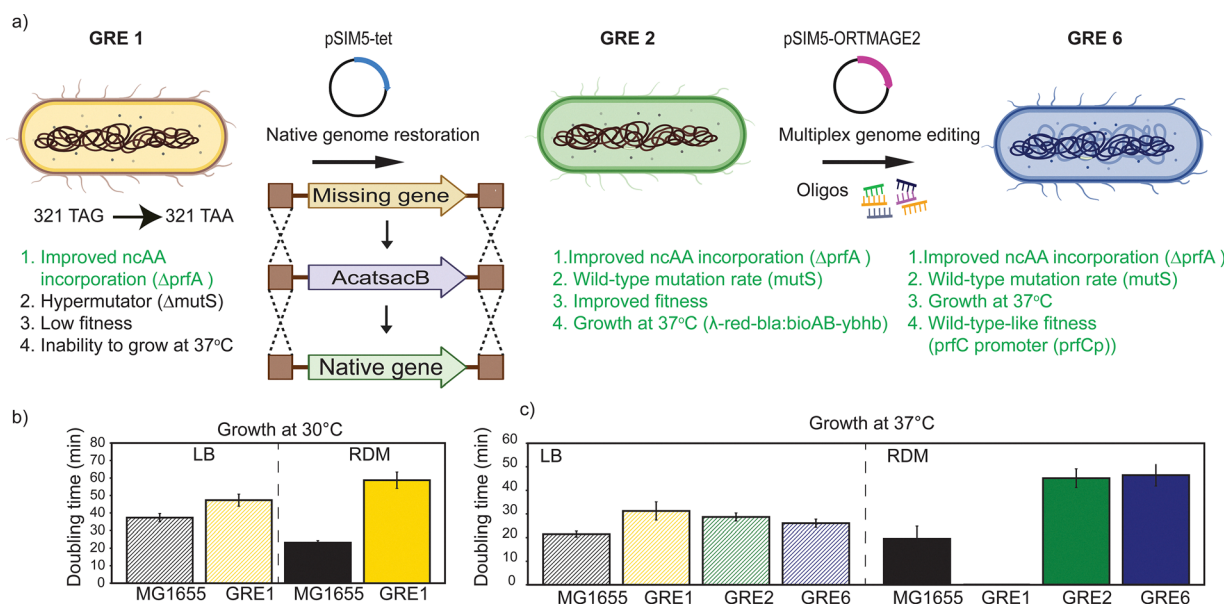 a)
GRE 1
pSIM5-tet
GRE 2
pSIM5-ORTMAGE2
GRE 6
Native genome restoration
Multiplex genome editing
Oligos
321 TAG
321 TAA
Missing gene
AcatsacB
Native gene
1. Improved ncAA
incorporation (ΔprfA )
2. Hypermutator (ΔmutS)
3. Low fitness
4. Inability to grow at 37°C
1.Improved ncAA incorporation (ΔprfA )
2. Wild-type mutation rate (mutS)
3. Improved fitness
4. Growth at 37°C (λ-red-bla:bioAB-ybhb)
1.Improved ncAA incorporation (ΔprfA )
2. Wild-type mutation rate (mutS)
3. Growth at 37°C
4. Wild-type-like fitness
(prfC promoter (prfCp))
b)
Growth at 30°C
Doubling time (min)
80
70
60
50
40
30
20
10
0
LB
RDM
MG1655
GRE1
MG1655
GRE1
c)
Growth at 37°C
Doubling time (min)
60
50
40
30
20
10
0
LB
RDM
MG1655
GRE1
GRE2
GRE6
MG1655
GRE1
GRE2
GRE6